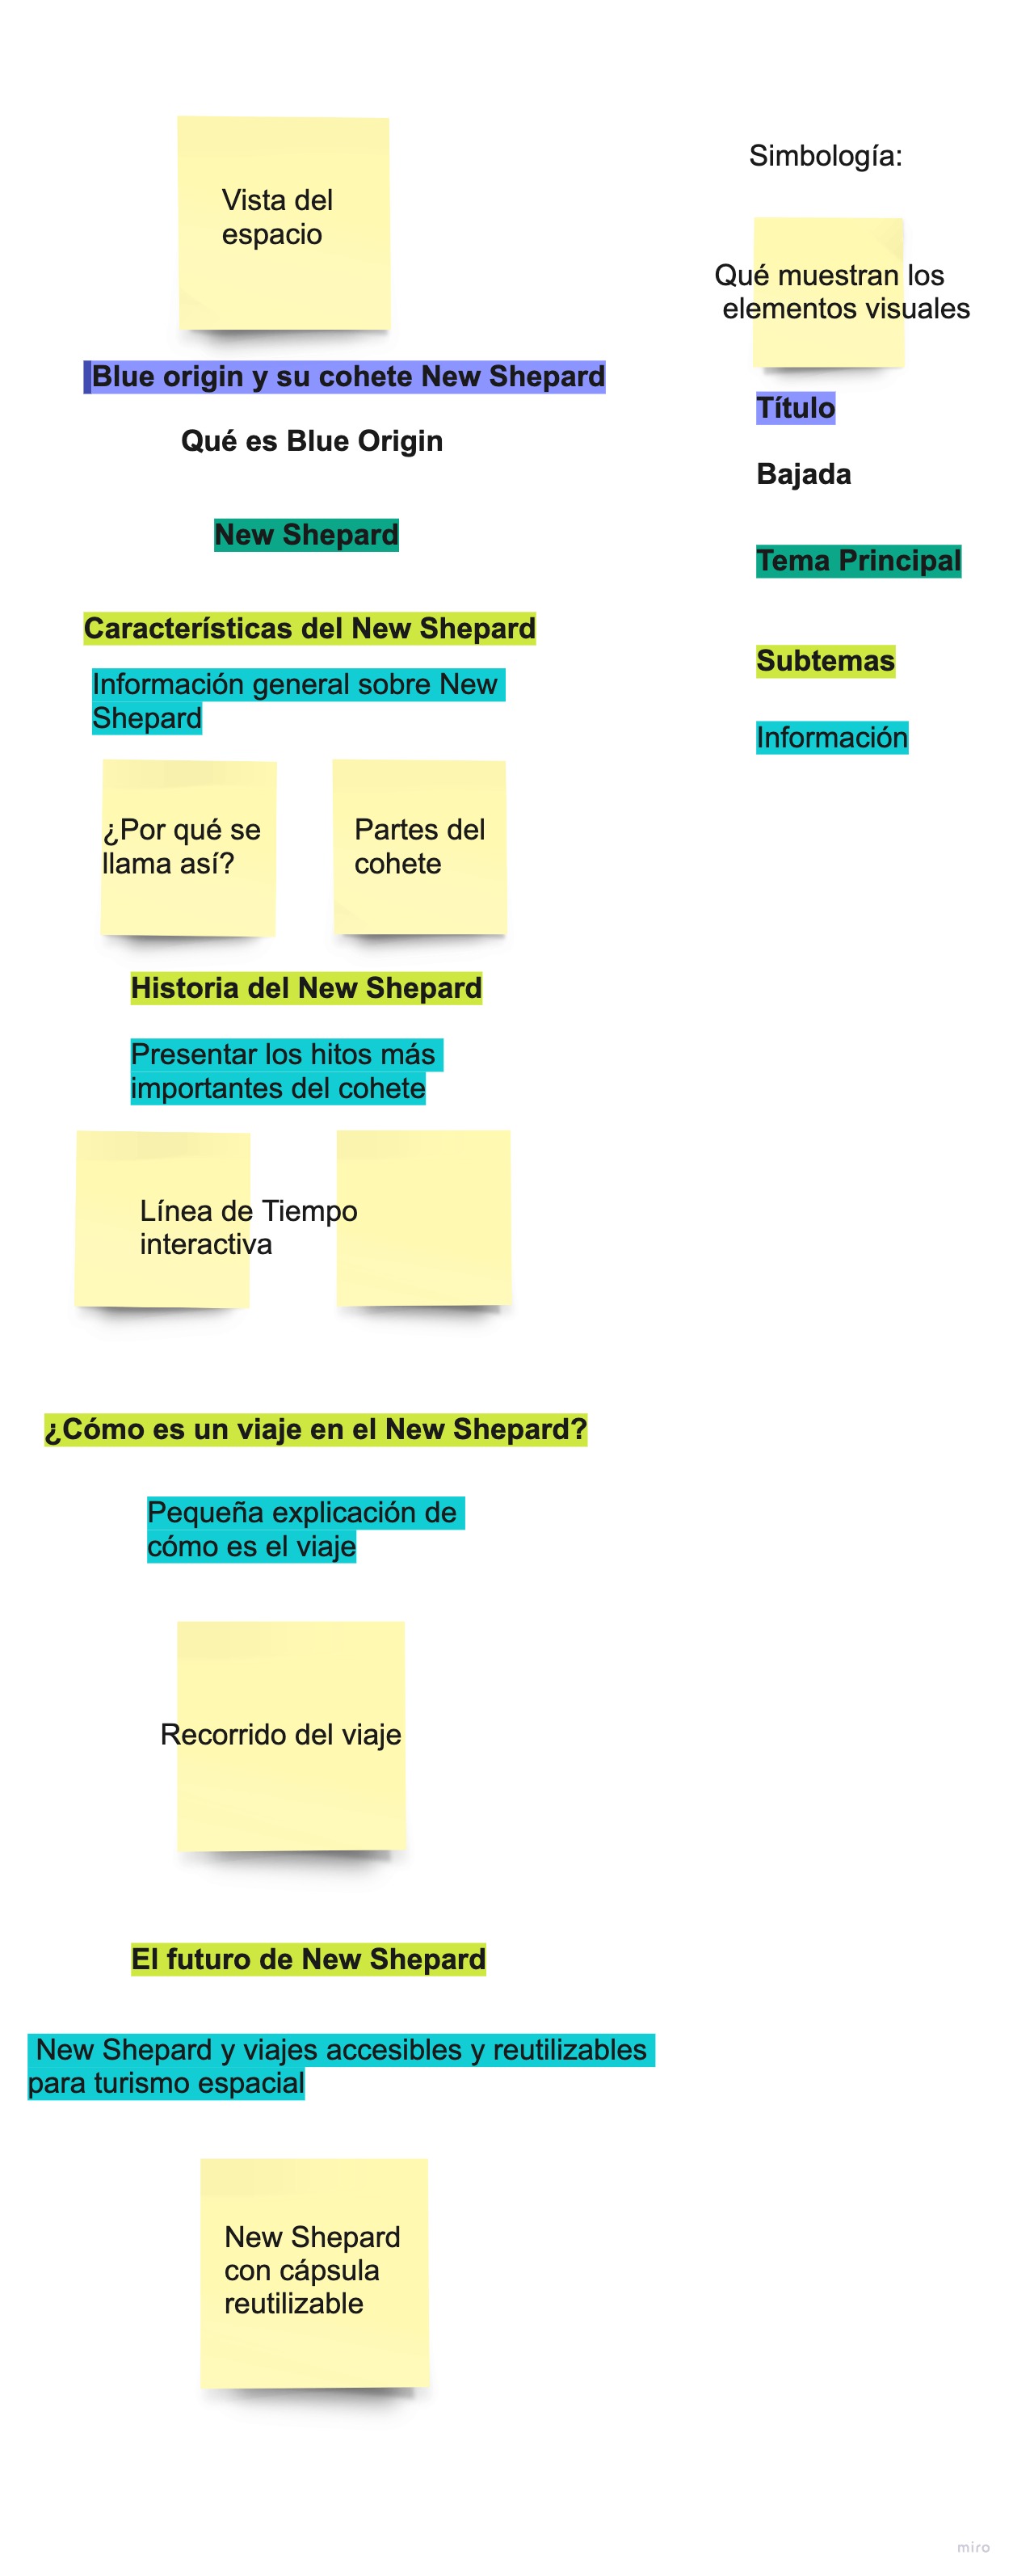 Vista del
espacio
Blue origin y su cohete New Shepard
Qué es Blue Origin
New Shepard
Características del New Shepard
Información general sobre New
Shepard
¿Por qué se
llama así?
Partes del
cohete
Historia del New Shepard
Presentar los hitos más
importantes del cohete
Línea de Tiempo
interactiva
¿Cómo es un viaje en el New Shepard?
Pequeña explicación de
cómo es el viaje
Recorrido del viaje
El futuro de New Shepard
New Shepard y viajes accesibles y reutilizables
para turismo espacial
New Shepard
con cápsula
reutilizable
Simbología:
Qué muestran los
elementos visuales
Título
Bajada
Tema Principal
Subtemas
Información
miro